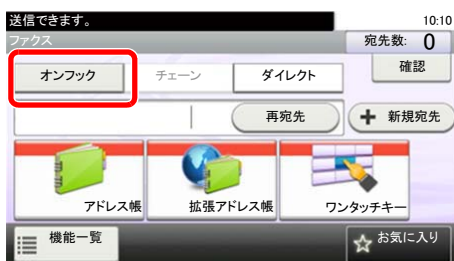 送信できます。 10:10
ファクス 宛先数: 0
オンフック チェーン ダイレクト 確認
再宛先 新規宛先
アドレス帳 拡張アドレス帳 ワンタッチキー
機能一覧 お気に入り